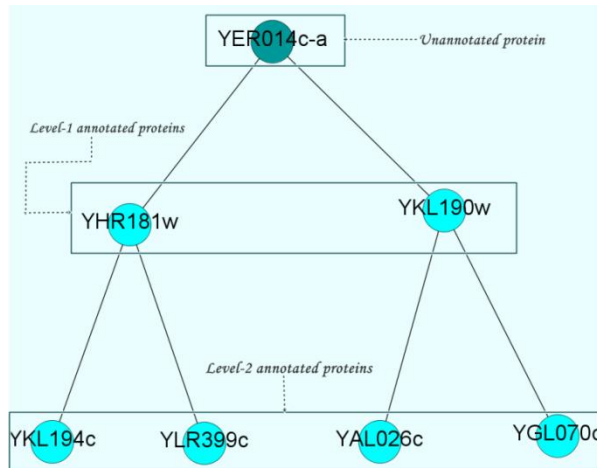 YER014c-a
Unannotated protein
Level-1 annotated proteins
YHR181w
YKL190w
Level-2 annotated proteins
YKL194c
YLR399c
YAL026c
YGL070c